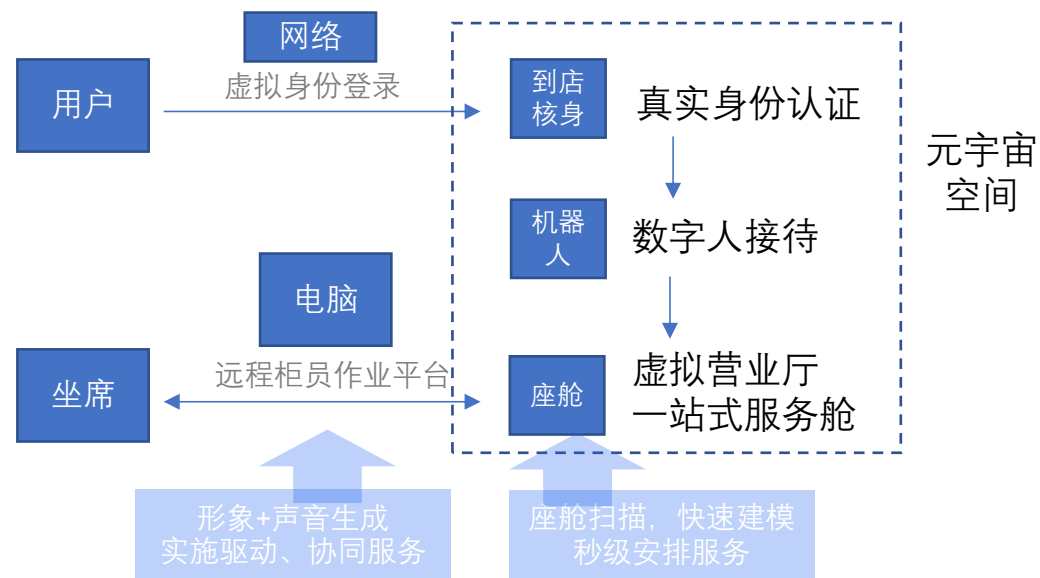 网络
用户
虚拟身份登录
到店
核身
真实身份认证
元宇宙
空间
机器
人
数字人接待
电脑
坐席
远程柜员作业平台
座舱
虚拟营业厅
一站式服务舱
形象+声音生成
实施驱动、协同服务
座舱扫描，快速建模
秒级安排服务